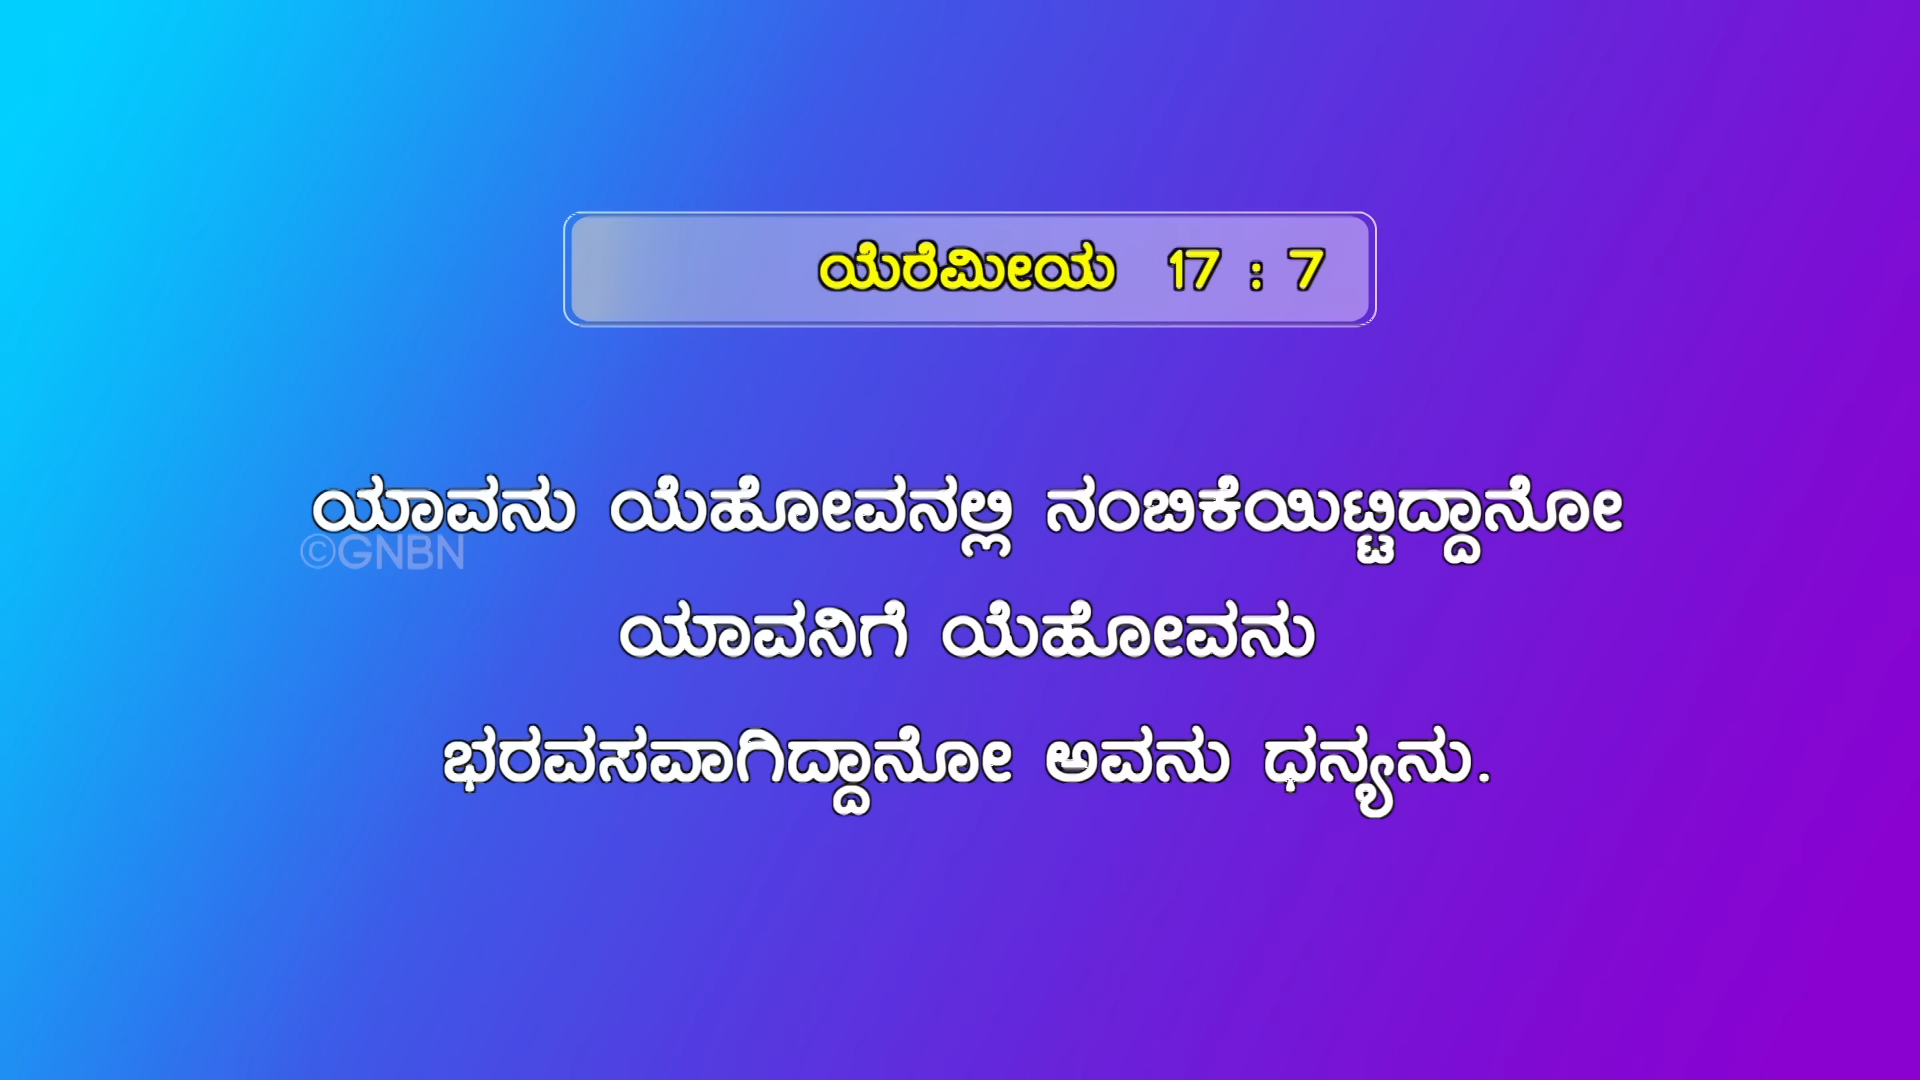 ಯೆರೆಮೀಯ 17 : 7
ಯಾವನು ಯೆಹೋವನಲ್ಲಿ ನಂಬಿಕೆಯಿಟ್ಟಿದ್ದಾನೋ
©GNBN
ಯಾವನಿಗೆ ಯೆಹೋವನು
ಭರವಸವಾಗಿದ್ದಾನೋ ಅವನು ಧನ್ಯನು.